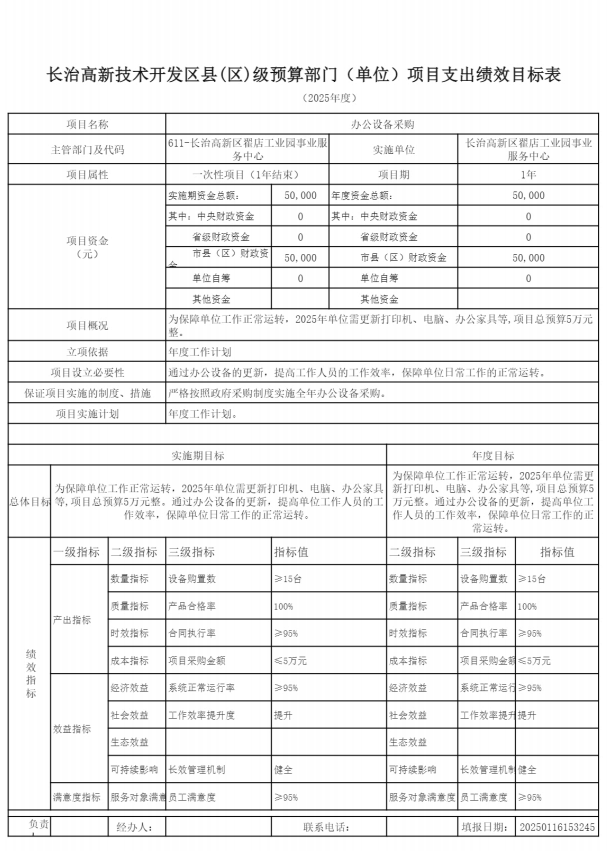 长治高新技术开发区县(区)级预算部门（单位）项目支出绩效目标表
（2025年度）
项目名称 办公设备采购
主管部门及代码 611-长治高新区翟店工业园事业服务中心 实施单位 长治高新区翟店工业园事业服务中心
项目属性 一次性项目（1年结束） 项目期 1年
项目资金（元） 实施期资金总额： 50,000 年度资金总额： 50,000
其中：中央财政资金 0 其中：中央财政资金 0
省级财政资金 0 省级财政资金 0
市县（区）财政资金 50,000 市县（区）财政资金 50,000
单位自筹 0 单位自筹 0
其他资金 其他资金
项目概况 为保障单位工作正常运转，2025年单位需更新打印机、电脑、办公家具等,项目总预算5万元整。
立项依据 年度工作计划
项目设立必要性 通过办公设备的更新，提高工作人员的工作效率，保障单位日常工作的正常运转。
保证项目实施的制度、措施 严格按照政府采购制度实施全年办公设备采购。
项目实施计划 年度工作计划。
实施期目标 年度目标
总体目标 为保障单位工作正常运转，2025年单位需更新打印机、电脑、办公家具等,项目总预算5万元整。通过办公设备的更新，提高单位工作人员的工作效率，保障单位日常工作的正常运转。 为保障单位工作正常运转，2025年单位需更新打印机、电脑、办公家具等,项目总预算5万元整。通过办公设备的更新，提高单位工作人员的工作效率，保障单位日常工作的正常运转。
绩效指标 一级指标 二级指标 三级指标 指标值 二级指标 三级指标 指标值
产出指标 数量指标 设备购置数 ≥15台 数量指标 设备购置数 ≥15台
质量指标 产品合格率 100% 质量指标 产品合格率 100%
时效指标 合同执行率 ≥95% 时效指标 合同执行率 ≥95%
成本指标 项目采购金额 ≤5万元 成本指标 项目采购金额 ≤5万元
效益指标 经济效益 系统正常运行率 ≥95% 经济效益 系统正常运行 ≥95%
社会效益 工作效率提升度 提升 社会效益 工作效率提升 提升
生态效益 生态效益
可持续影响 长效管理机制 健全 可持续影响 长效管理机制 健全
满意度指标 服务对象满意 员工满意度 ≥95% 服务对象满意度 员工满意度 ≥95%
负责人 经办人： 联系电话： 填报日期： 20250116153245